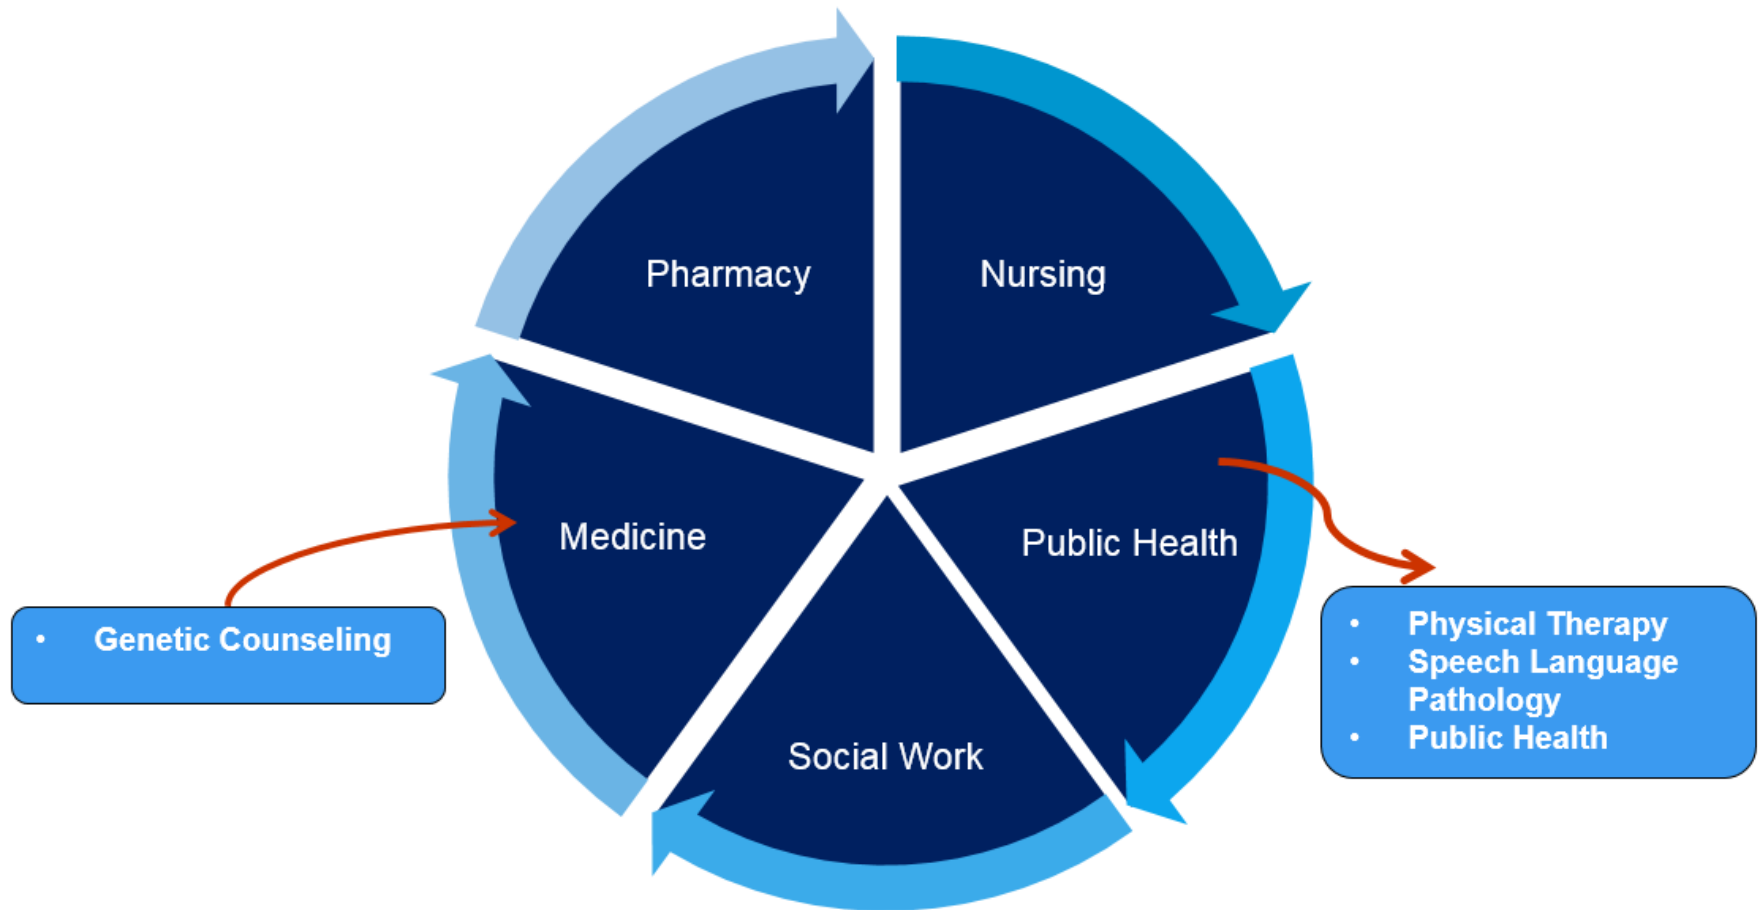 Pharmacy
Nursing
Medicine
Public Health
Social Work
• Genetic Counseling
• Physical Therapy
• Speech Language
Pathology
• Public Health